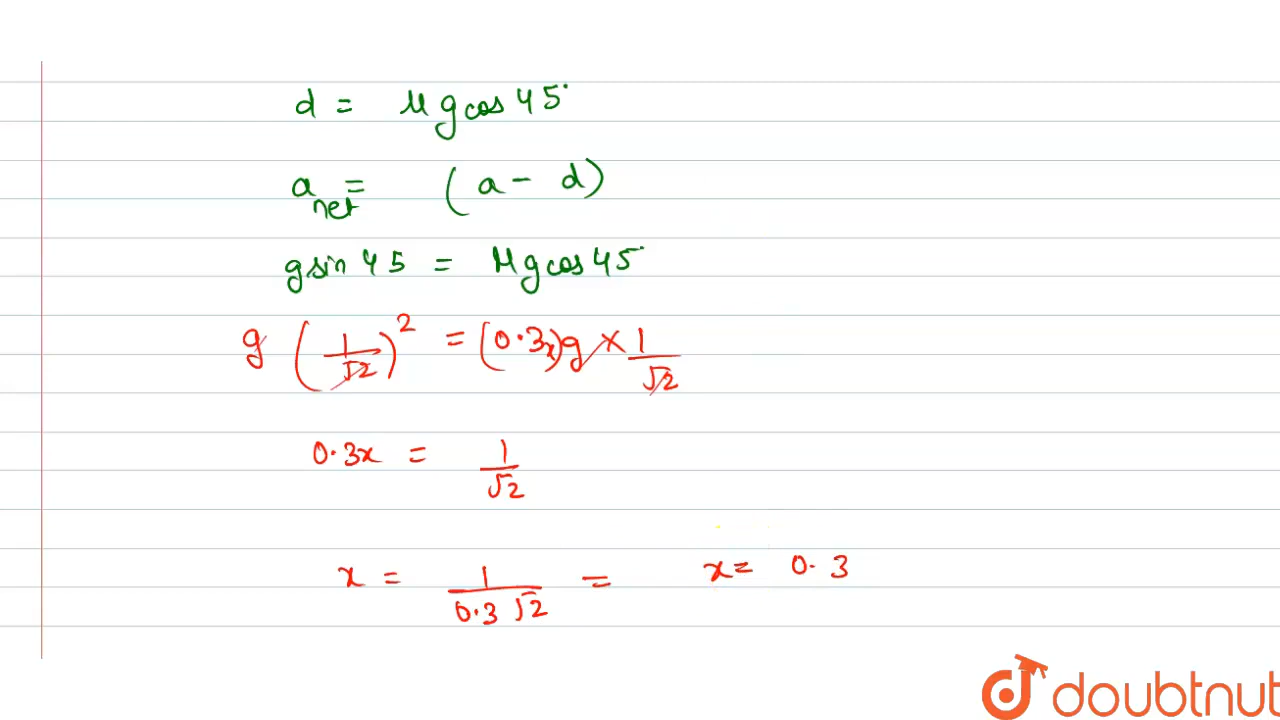 d = μ g cos 45°
a_net = (a - d)
g sin 45 = μ g cos 45°
g (1/√2)² = (0.3x) g × 1/√2
0.3x = 1/√2
x = 1/(0.3 √2) = x = 0.3
doubtnut